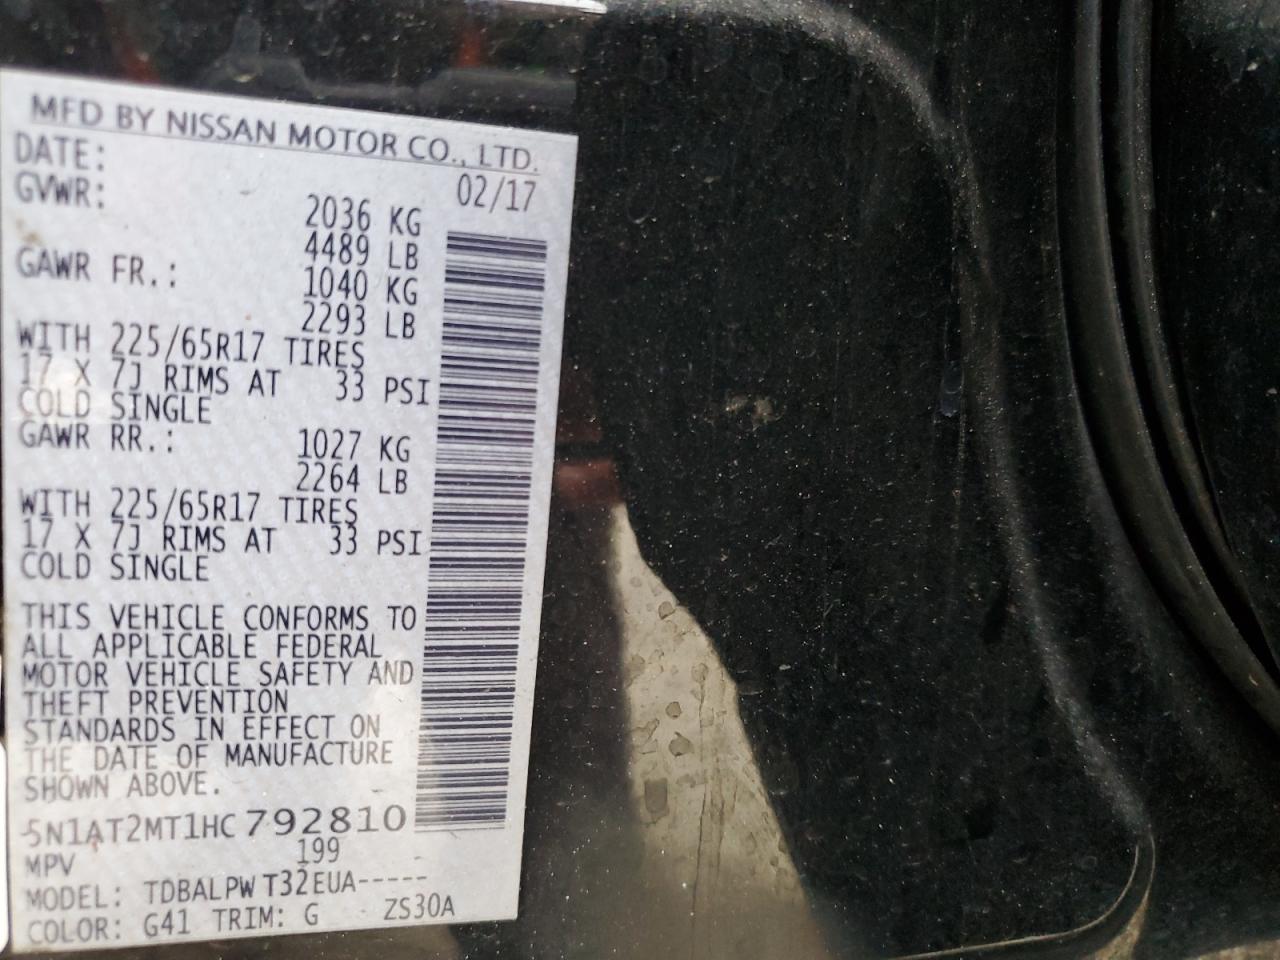 MFD BY NISSAN MOTOR CO., LTD.
DATE: 02/17
GVWR: 2036 KG
4489 LB
GAWR FR.: 1040 KG
2293 LB
WITH 225/65R17 TIRES
17 X 7J RIMS AT 33 PSI
COLD SINGLE
GAWR RR.: 1027 KG
2264 LB
WITH 225/65R17 TIRES
17 X 7J RIMS AT 33 PSI
COLD SINGLE
THIS VEHICLE CONFORMS TO
ALL APPLICABLE FEDERAL
MOTOR VEHICLE SAFETY AND
THEFT PREVENTION
STANDARDS IN EFFECT ON
THE DATE OF MANUFACTURE
SHOWN ABOVE.
5N1AT2MT1HC792810
MPV 199
MODEL: TDBALPW T32EUA-----
COLOR: G41 TRIM: G ZS30A